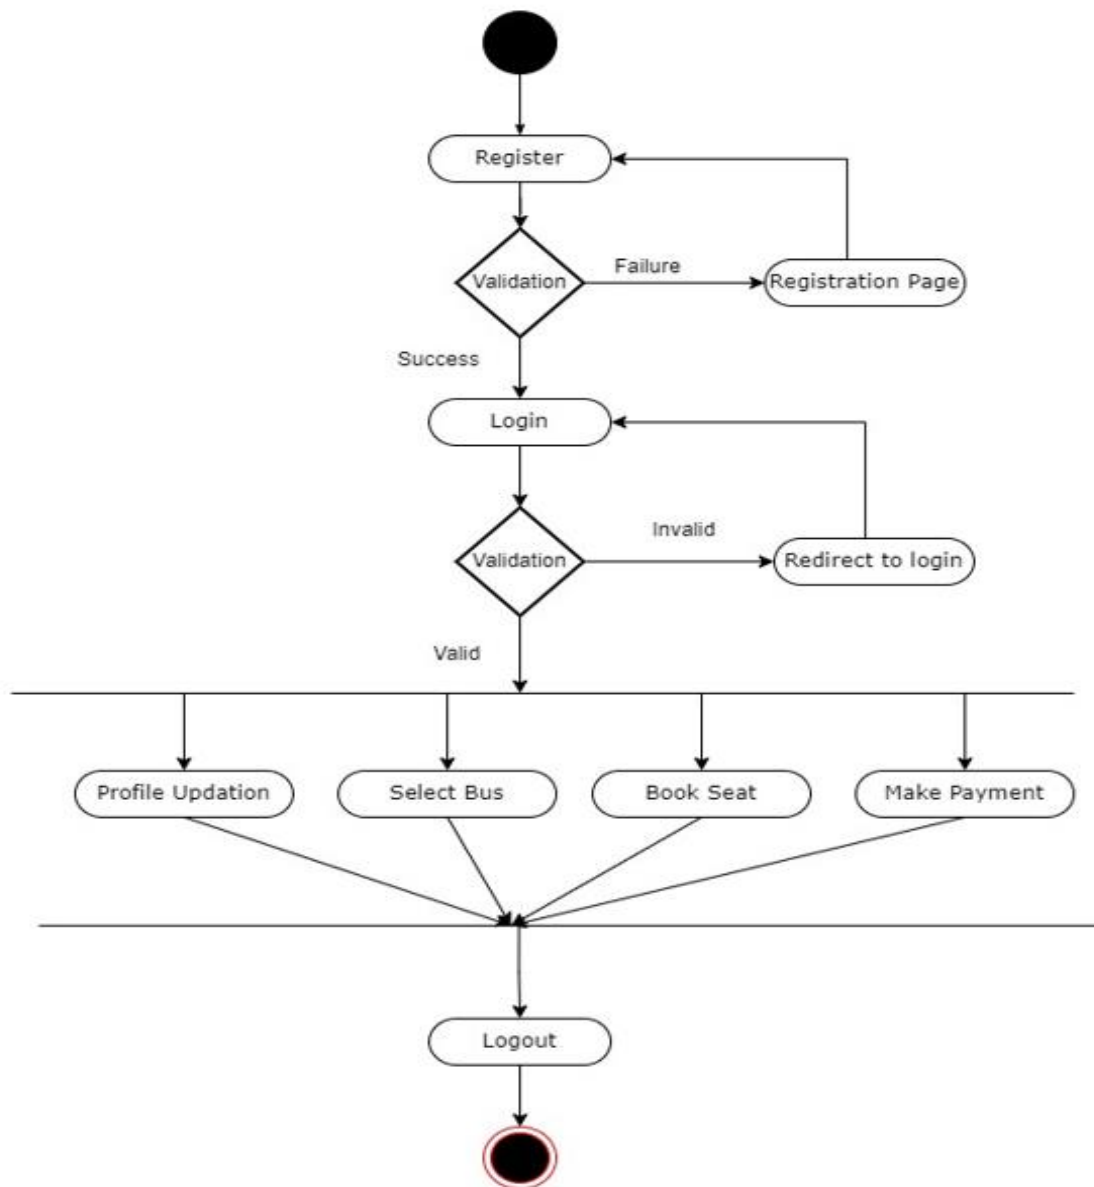 Register
Validation
Failure
Registration Page
Success
Login
Validation
Invalid
Redirect to login
Valid
Profile Updation
Select Bus
Book Seat
Make Payment
Logout